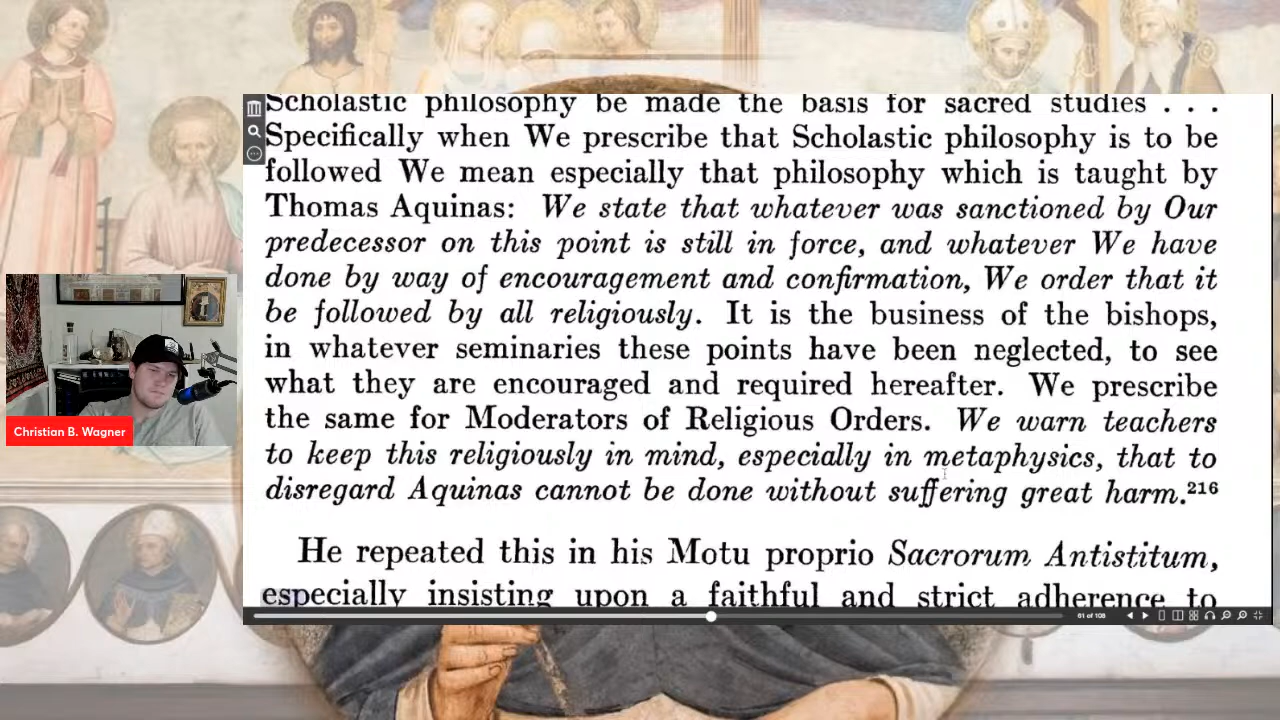 Scholastic philosophy be made the basis for sacred studies . . .
Specifically when We prescribe that Scholastic philosophy is to be
followed We mean especially that philosophy which is taught by
Thomas Aquinas: We state that whatever was sanctioned by Our
predecessor on this point is still in force, and whatever We have
done by way of encouragement and confirmation, We order that it
be followed by all religiously. It is the business of the bishops,
in whatever seminaries these points have been neglected, to see
what they are encouraged and required hereafter. We prescribe
the same for Moderators of Religious Orders. We warn teachers
to keep this religiously in mind, especially in metaphysics, that to
disregard Aquinas cannot be done without suffering great harm.²¹⁶
He repeated this in his Motu proprio Sacrorum Antistitum,
especially insisting upon a faithful and strict adherence to
61 of 108
Christian B. Wagner